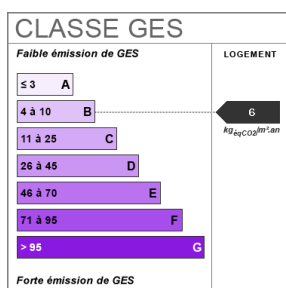 CLASSE GES
Faible émission de GES
LOGEMENT
≤ 3 A
4 à 10 B
6
kgéqCO2/m².an
11 à 25 C
26 à 45 D
46 à 70 E
71 à 95 F
> 95 G
Forte émission de GES